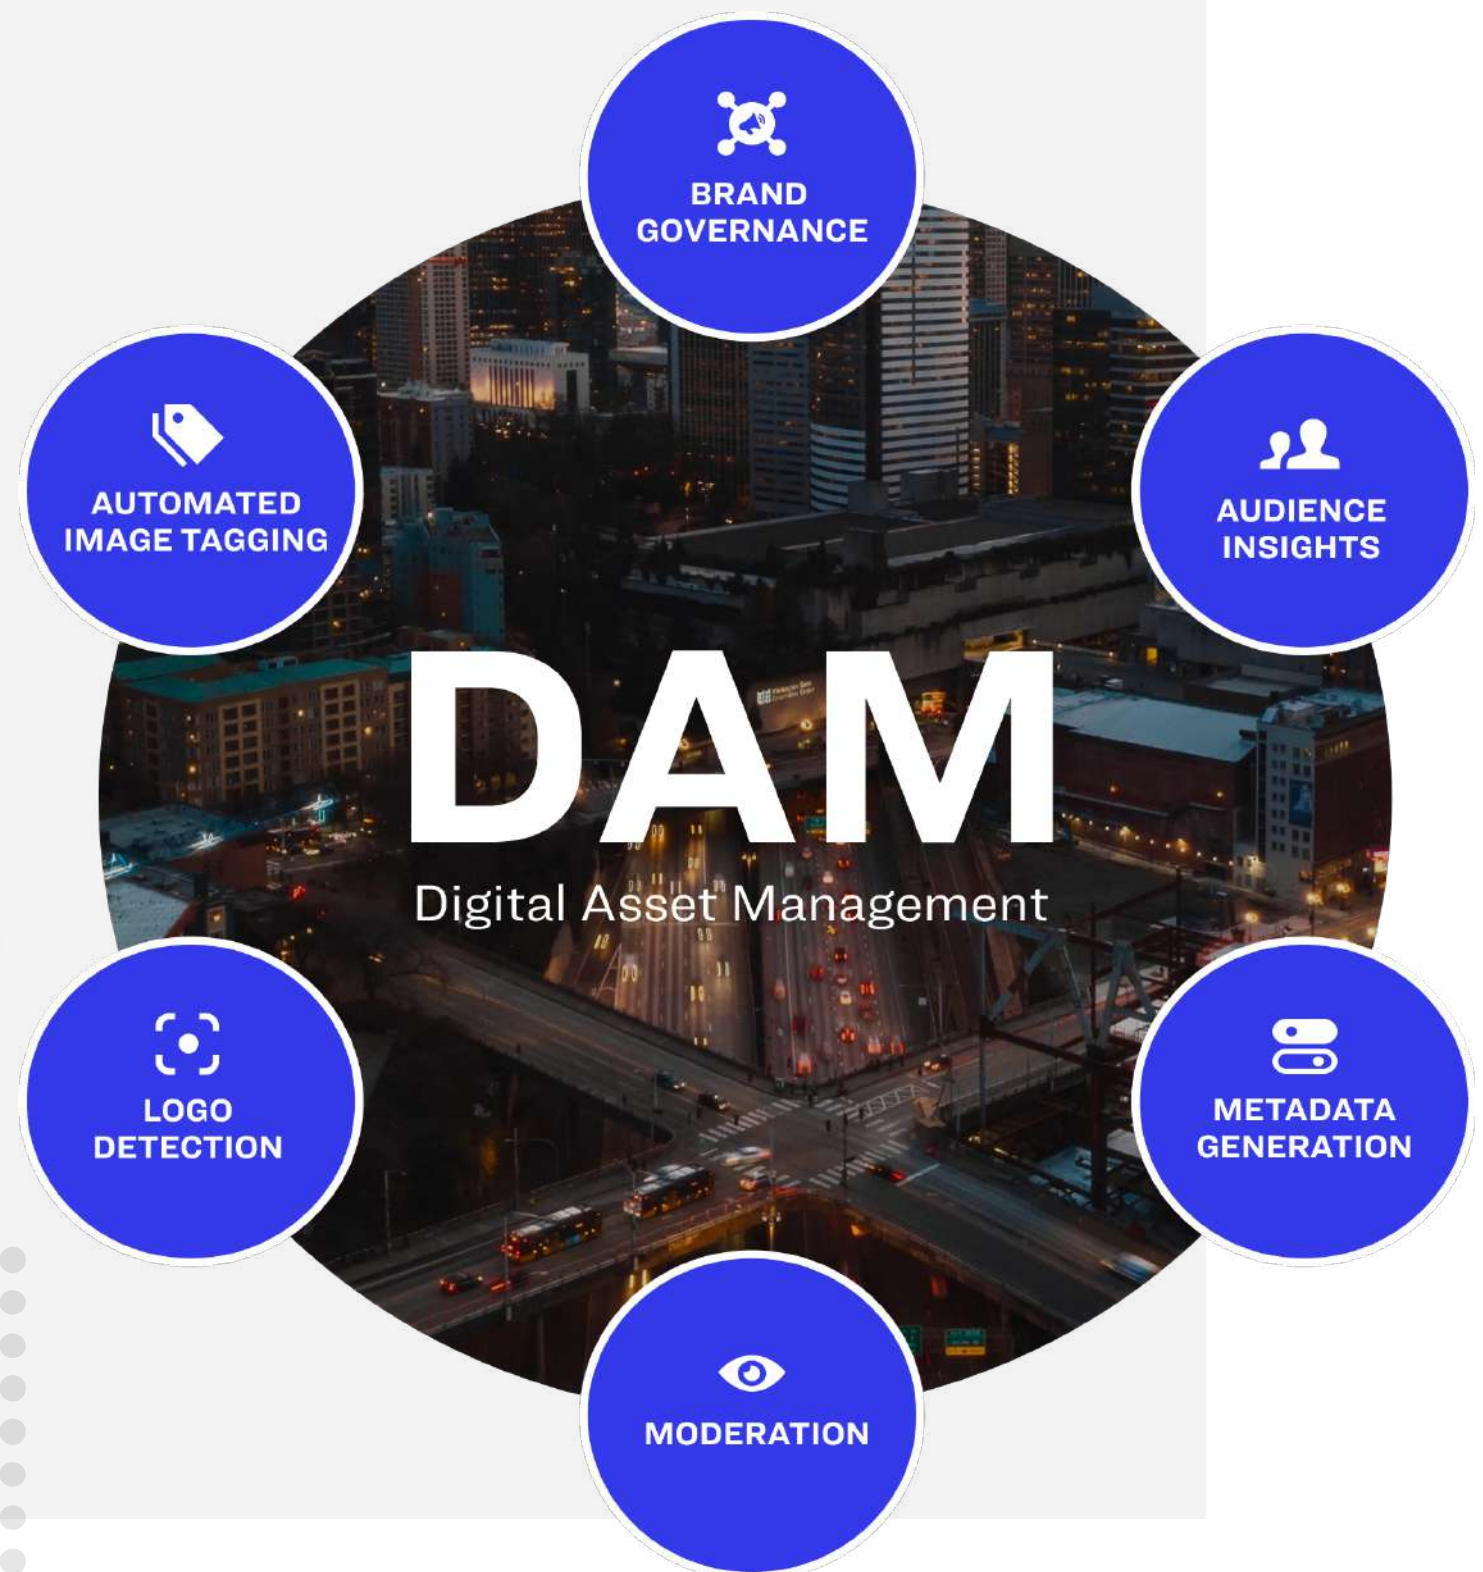 BRAND
GOVERNANCE
AUTOMATED
IMAGE TAGGING
AUDIENCE
INSIGHTS
DAM
Digital Asset Management
LOGO
DETECTION
METADATA
GENERATION
MODERATION